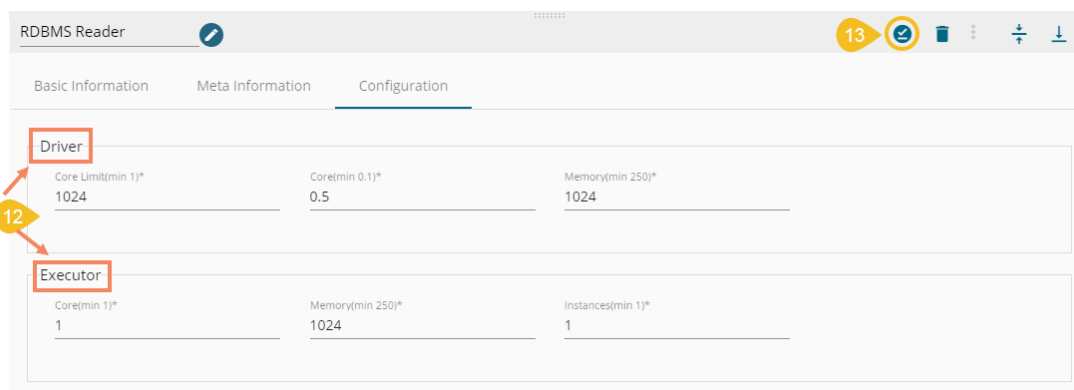 RDBMS Reader
13
Basic Information Meta Information Configuration
Driver
Core Limit(min 1)* Core(min 0.1)* Memory(min 250)*
1024 0.5 1024
12
Executor
Core(min 1)* Memory(min 250)* Instances(min 1)*
1 1024 1